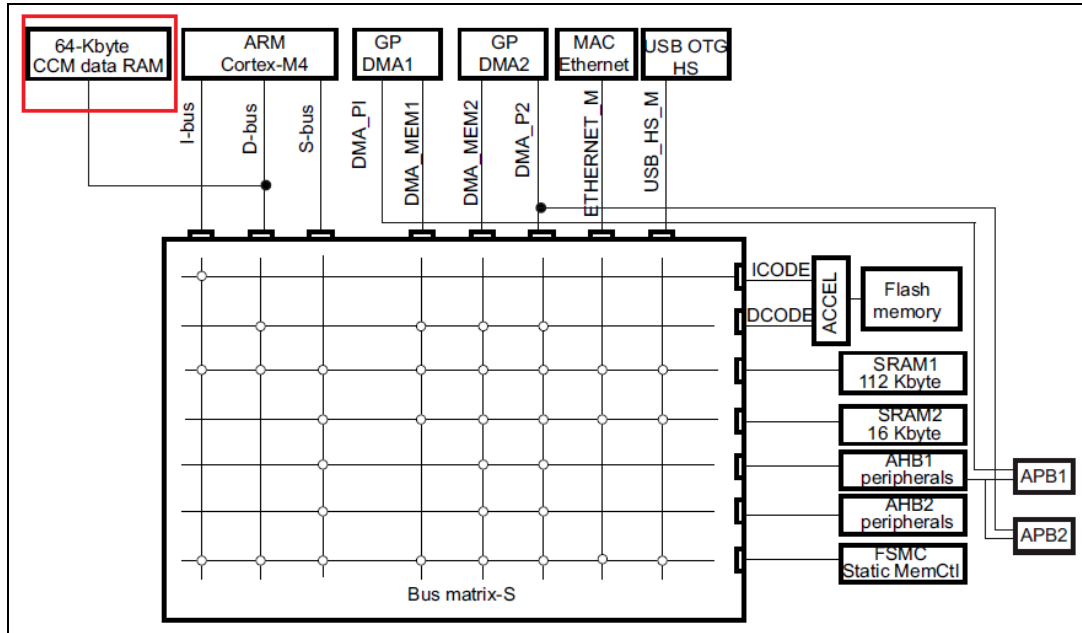 64-Kbyte
CCM data RAM
ARM
Cortex-M4
GP
DMA1
GP
DMA2
MAC
Ethernet
USB OTG
HS
I-bus
D-bus
S-bus
DMA_PI
DMA_MEM1
DMA_MEM2
DMA_P2
ETHERNET_M
USB_HS_M
ICODE
DCODE
ACCEL
Flash
memory
SRAM1
112 Kbyte
SRAM2
16 Kbyte
AHB1
peripherals
AHB2
peripherals
FSMC
Static MemCtl
APB1
APB2
Bus matrix-S